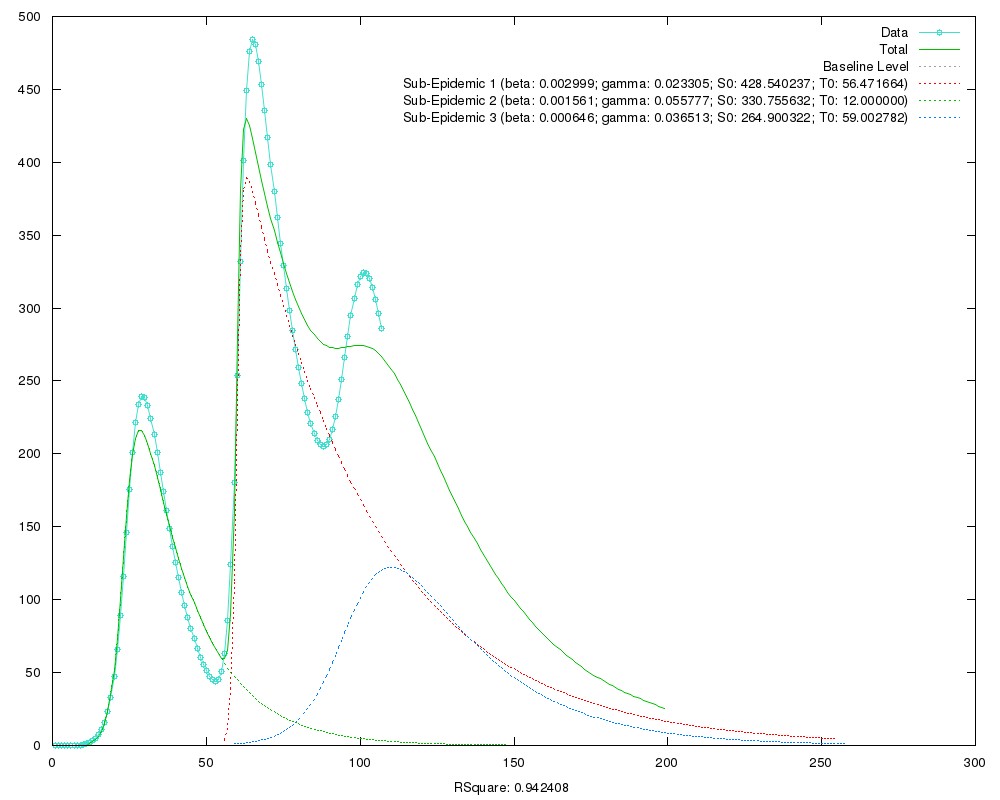 Data
Total
Baseline Level
Sub-Epidemic 1 (beta: 0.002999; gamma: 0.023305; S0: 428.540237; T0: 56.471664)
Sub-Epidemic 2 (beta: 0.001561; gamma: 0.055777; S0: 330.755632; T0: 12.000000)
Sub-Epidemic 3 (beta: 0.000646; gamma: 0.036513; S0: 264.900322; T0: 59.002782)
500
450
400
350
300
250
200
150
100
50
0
0 50 100 150 200 250 300
RSquare: 0.942408